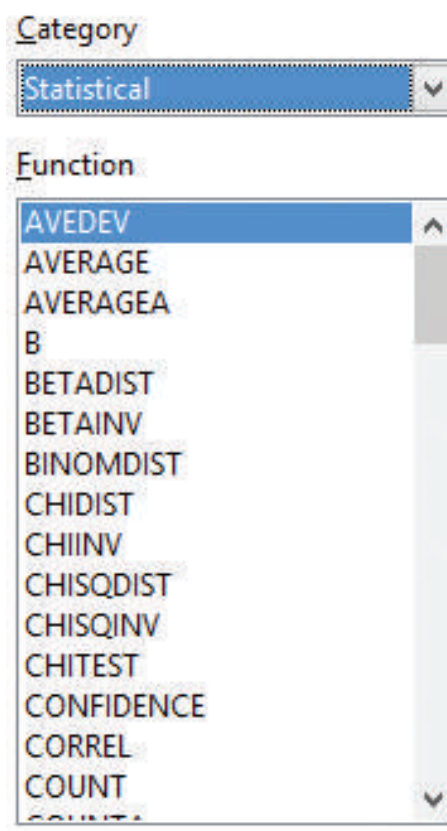 Category
Statistical
Function
AVEDEV
AVERAGE
AVERAGEA
B
BETADIST
BETAINV
BINOMDIST
CHIDIST
CHIINV
CHISQDIST
CHISQINV
CHITEST
CONFIDENCE
CORREL
COUNT